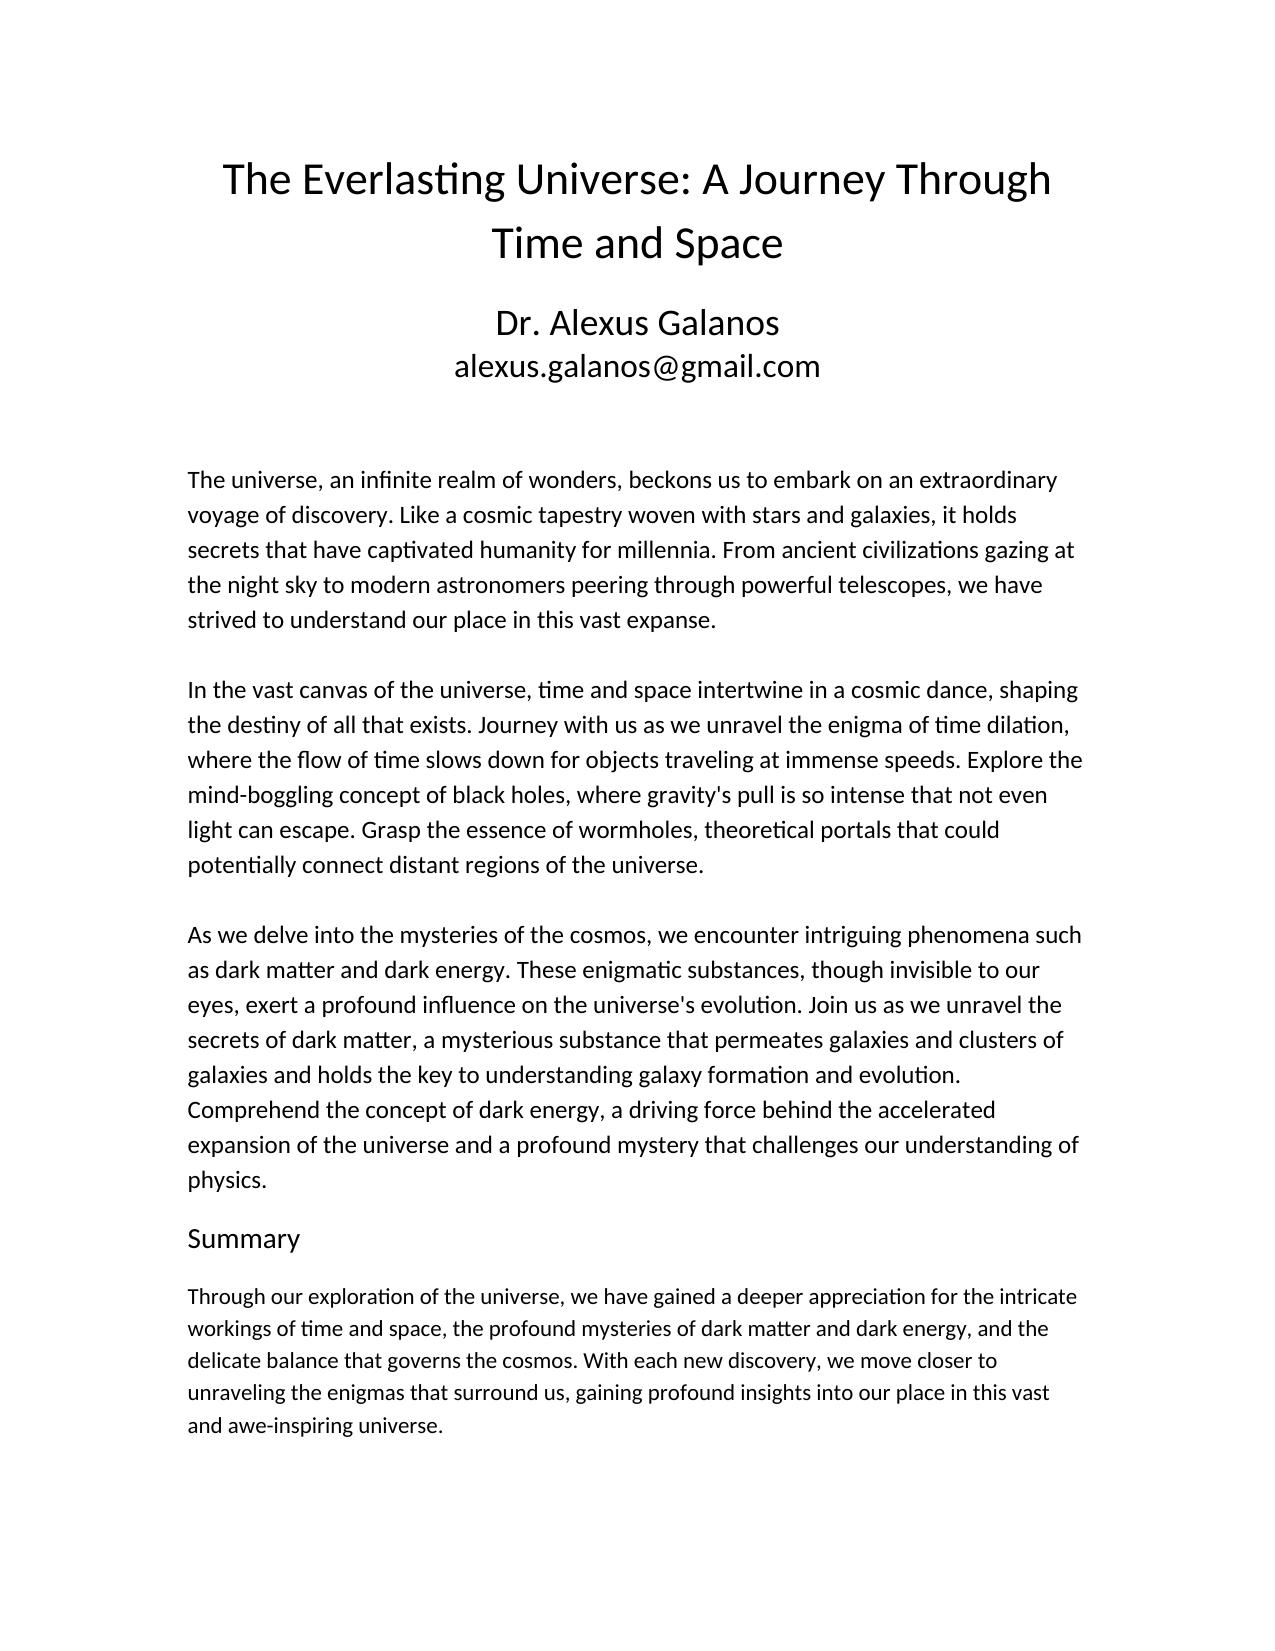 The Everlasting Universe: A Journey Through
Time and Space
Dr. Alexus Galanos
alexus.galanos@gmail.com
The universe, an infinite realm of wonders, beckons us to embark on an extraordinary
voyage of discovery. Like a cosmic tapestry woven with stars and galaxies, it holds
secrets that have captivated humanity for millennia. From ancient civilizations gazing at
the night sky to modern astronomers peering through powerful telescopes, we have
strived to understand our place in this vast expanse.
In the vast canvas of the universe, time and space intertwine in a cosmic dance, shaping
the destiny of all that exists. Journey with us as we unravel the enigma of time dilation,
where the flow of time slows down for objects traveling at immense speeds. Explore the
mind-boggling concept of black holes, where gravity's pull is so intense that not even
light can escape. Grasp the essence of wormholes, theoretical portals that could
potentially connect distant regions of the universe.
As we delve into the mysteries of the cosmos, we encounter intriguing phenomena such
as dark matter and dark energy. These enigmatic substances, though invisible to our
eyes, exert a profound influence on the universe's evolution. Join us as we unravel the
secrets of dark matter, a mysterious substance that permeates galaxies and clusters of
galaxies and holds the key to understanding galaxy formation and evolution.
Comprehend the concept of dark energy, a driving force behind the accelerated
expansion of the universe and a profound mystery that challenges our understanding of
physics.
Summary
Through our exploration of the universe, we have gained a deeper appreciation for the intricate
workings of time and space, the profound mysteries of dark matter and dark energy, and the
delicate balance that governs the cosmos. With each new discovery, we move closer to
unraveling the enigmas that surround us, gaining profound insights into our place in this vast
and awe-inspiring universe.